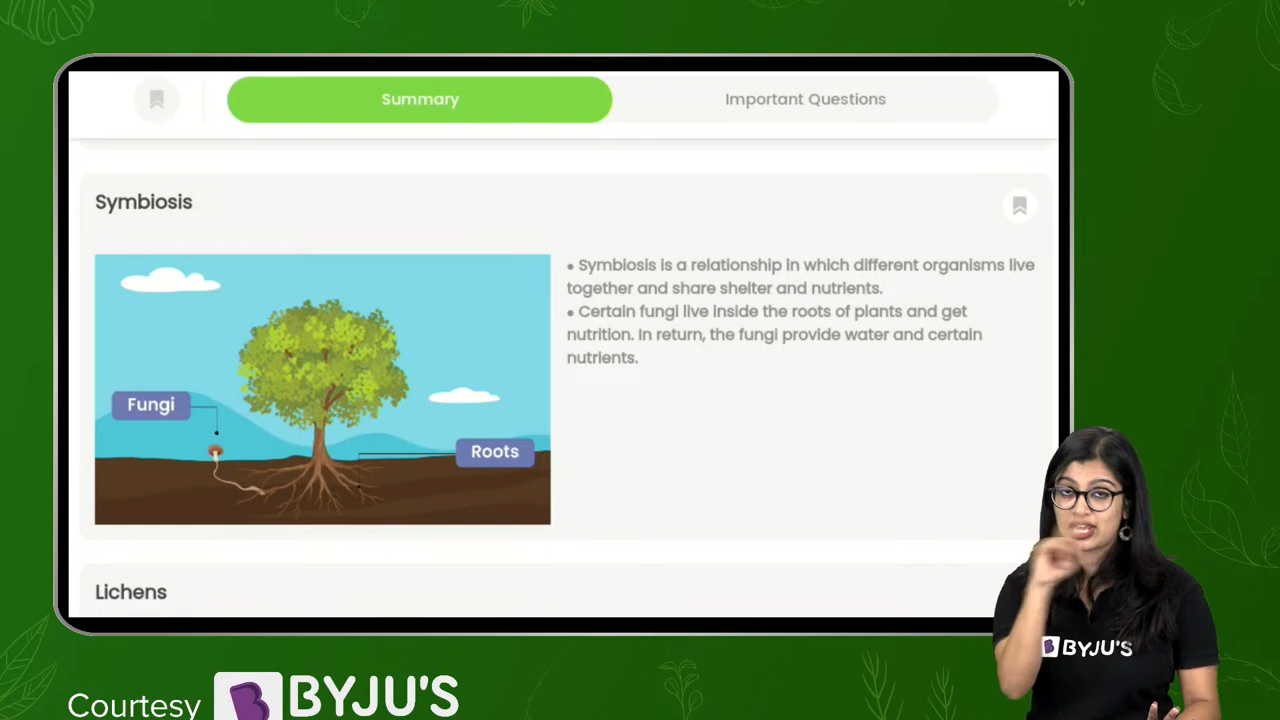 Summary
Important Questions
Symbiosis
• Symbiosis is a relationship in which different organisms live
together and share shelter and nutrients.
• Certain fungi live inside the roots of plants and get
nutrition. In return, the fungi provide water and certain
nutrients.
Fungi
Roots
Lichens
BYJU'S
Courtesy BYJU'S